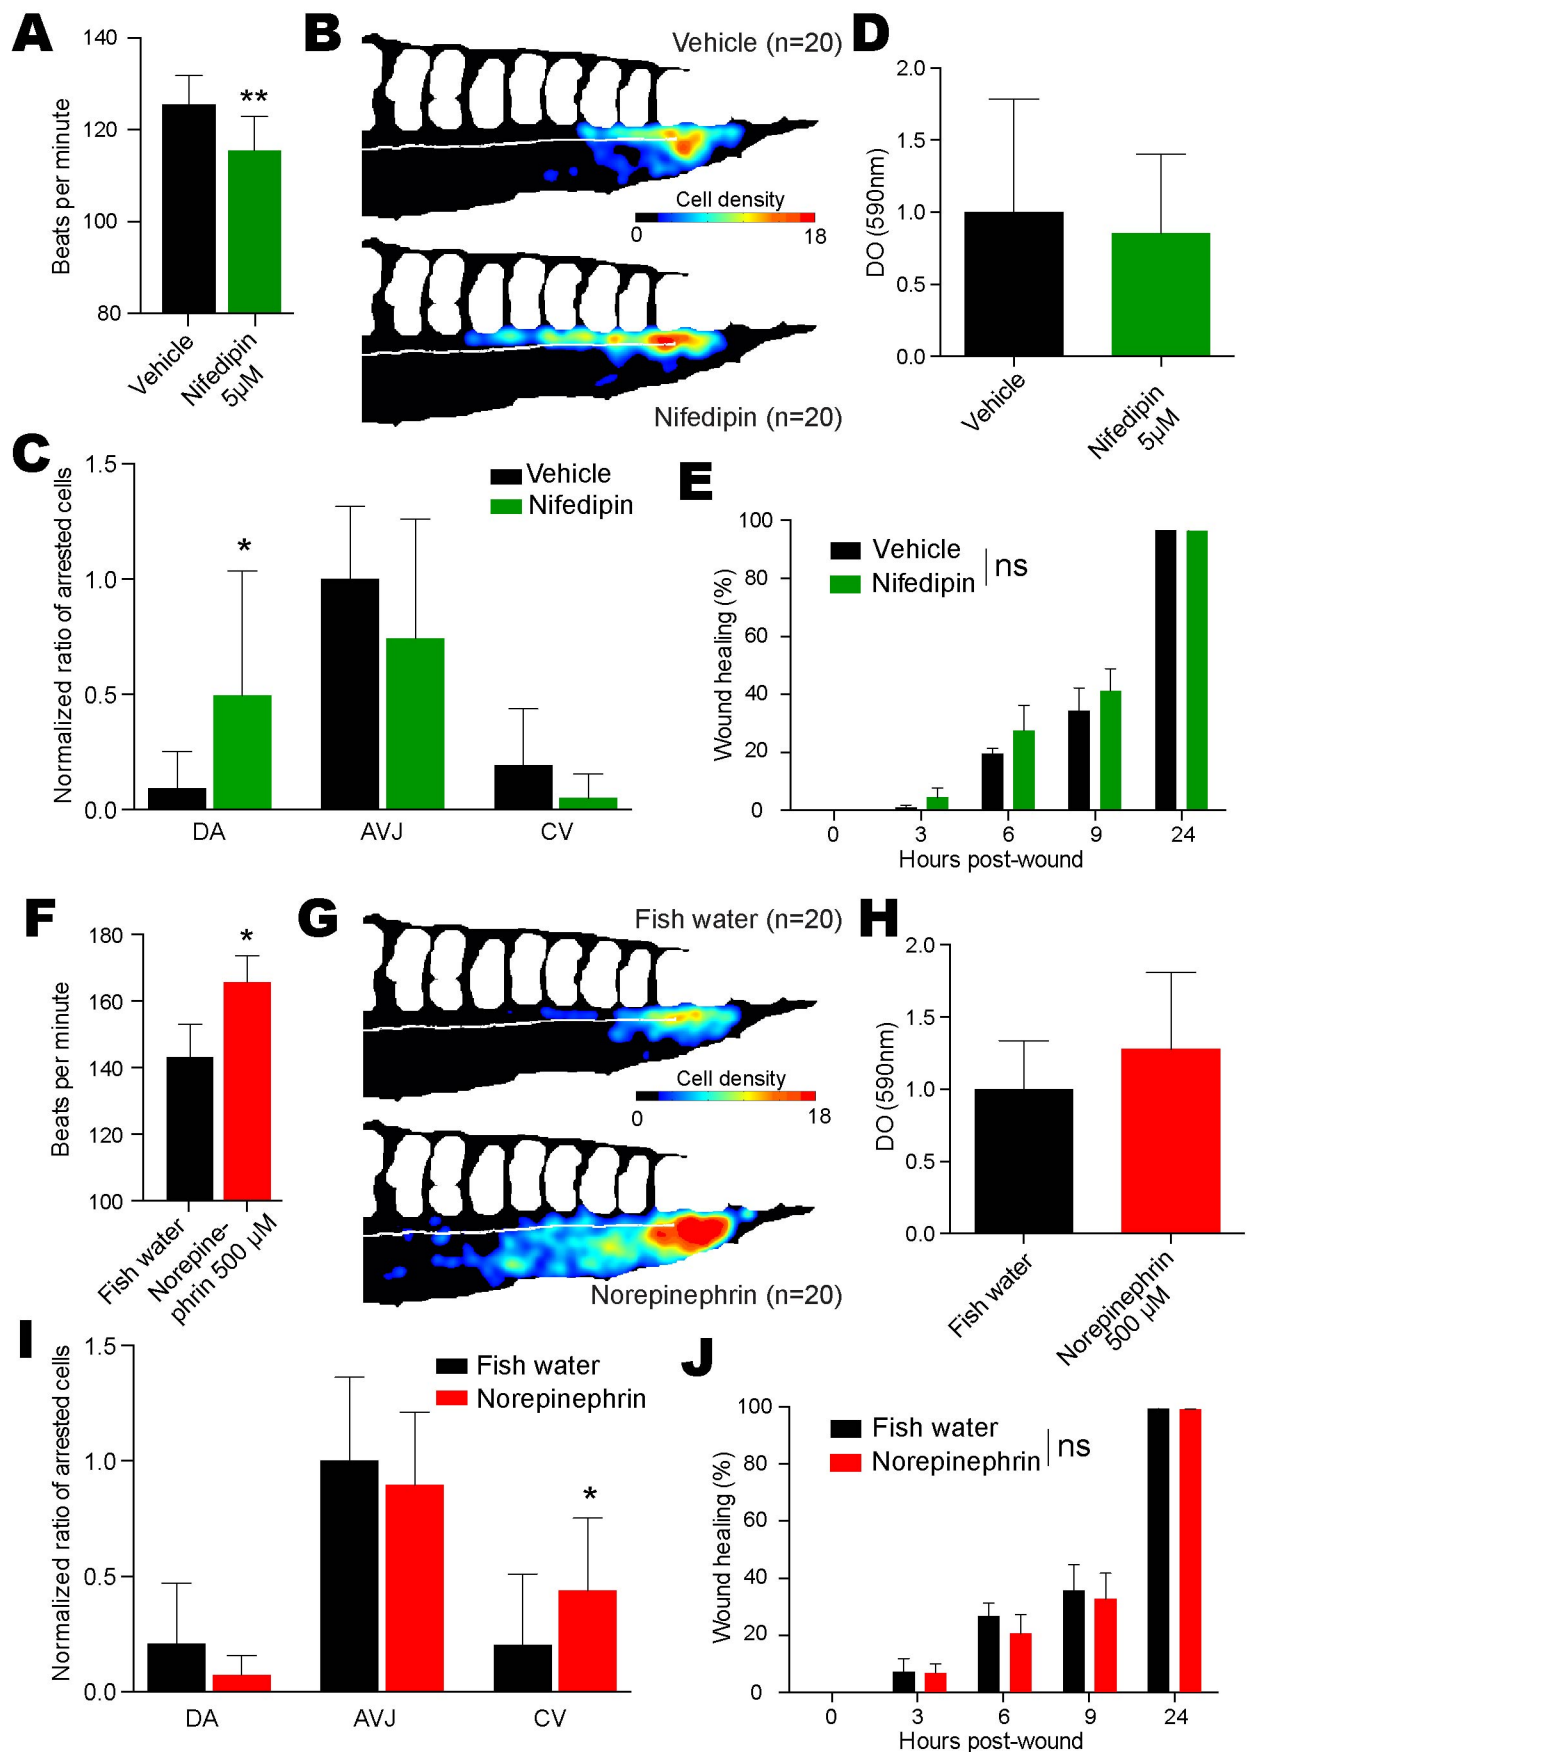 A
140
120
100
80
Beats per minute
**
Vehicle
Nifedipin
5µM
B
Vehicle (n=20)
Cell density
0
18
Nifedipin (n=20)
D
2.0
1.5
1.0
0.5
0.0
DO (590nm)
Vehicle
Nifedipin
5µM
C
1.5
1.0
0.5
0.0
Normalized ratio of arrested cells
Vehicle
Nifedipin
*
DA
AVJ
CV
E
100
80
60
40
20
0
Wound healing (%)
Vehicle
Nifedipin
ns
0
3
6
9
24
Hours post-wound
F
180
160
140
120
100
Beats per minute
*
Fish water
Norepine-
phrin 500 µM
G
Fish water (n=20)
Cell density
0
18
Norepinephrin (n=20)
H
2.0
1.5
1.0
0.5
0.0
DO (590nm)
Fish water
Norepinephrin
500 µM
I
1.5
1.0
0.5
0.0
Normalized ratio of arrested cells
Fish water
Norepinephrin
*
DA
AVJ
CV
J
100
80
60
40
20
0
Wound healing (%)
Fish water
Norepinephrin
ns
0
3
6
9
24
Hours post-wound